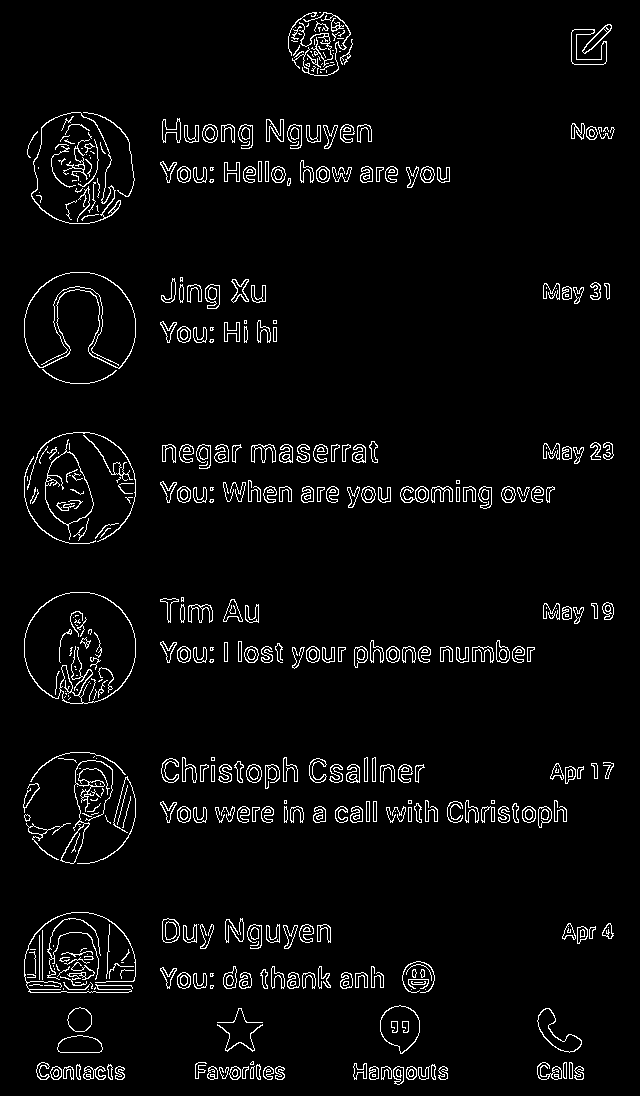 Huong Nguyen Now
You: Hello, how are you
Jing Xu May 31
You: Hi hi
negar maserrat May 23
You: When are you coming over
Tim Au May 19
You: I lost your phone number
Christoph Csallner Apr 17
You were in a call with Christoph
Duy Nguyen Apr 4
You: da thank anh 😃
Contacts Favorites Hangouts Calls